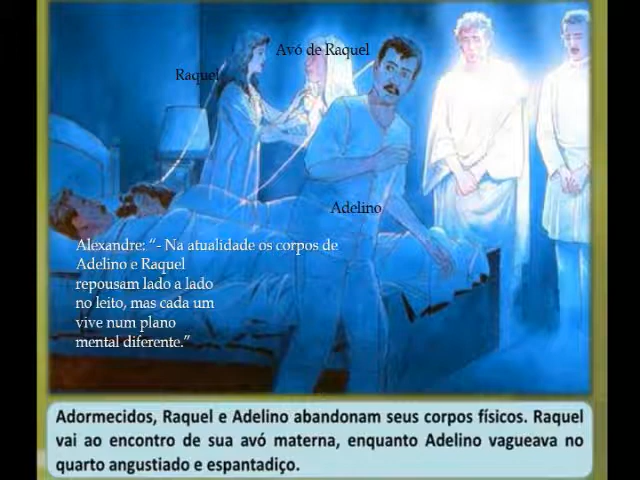 Avó de Raquel
Raquel
Adelino
Alexandre: “- Na atualidade os corpos de
Adelino e Raquel
repousam lado a lado
no leito, mas cada um
vive num plano
mental diferente.”
Adormecidos, Raquel e Adelino abandonam seus corpos físicos. Raquel
vai ao encontro de sua avó materna, enquanto Adelino vagueava no
quarto angustiado e espantadiço.